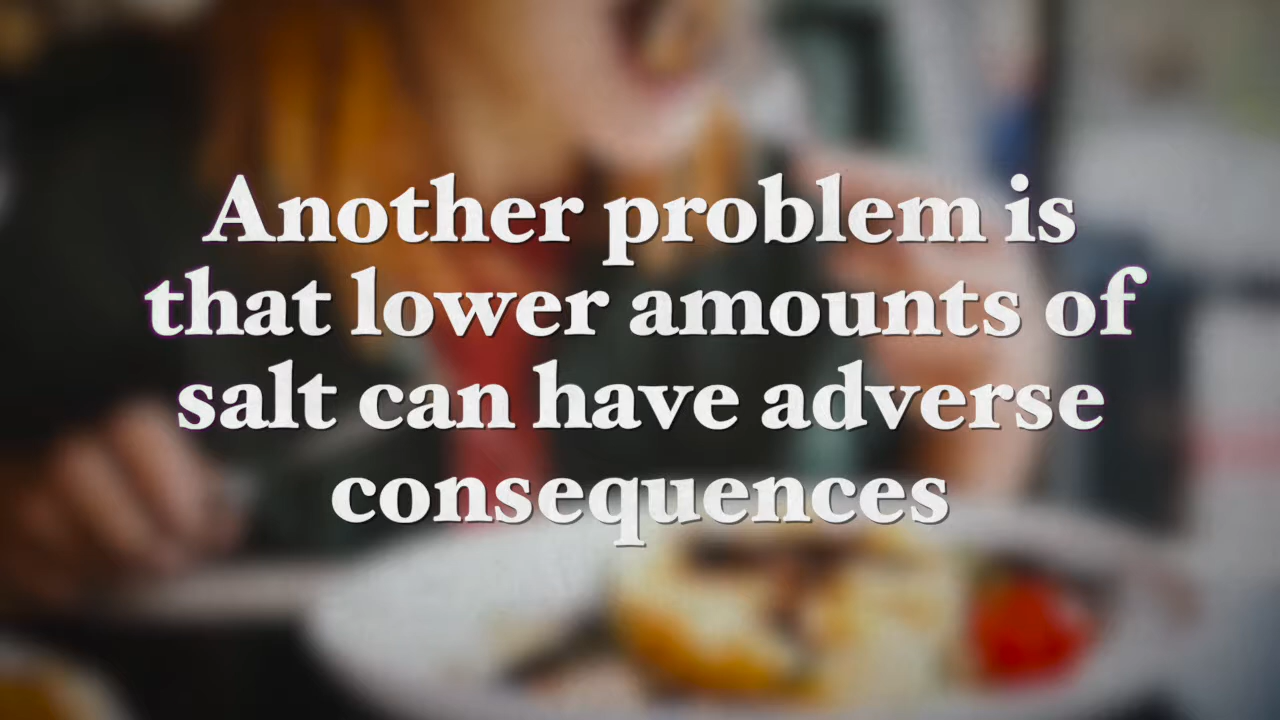 Another problem is
that lower amounts of
salt can have adverse
consequences